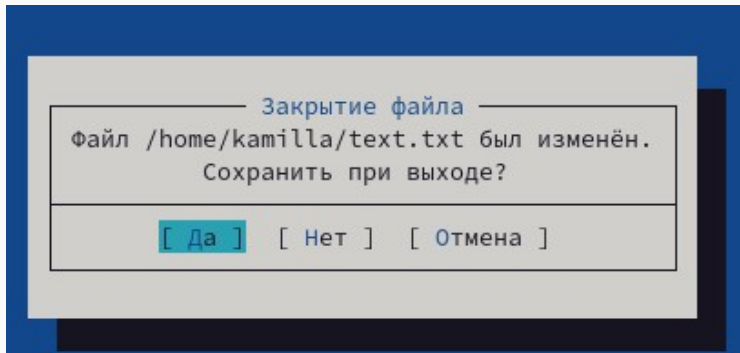 Закрытие файла
Файл /home/kamilla/text.txt был изменён.
Сохранить при выходе?
[ Да ] [ Нет ] [ Отмена ]